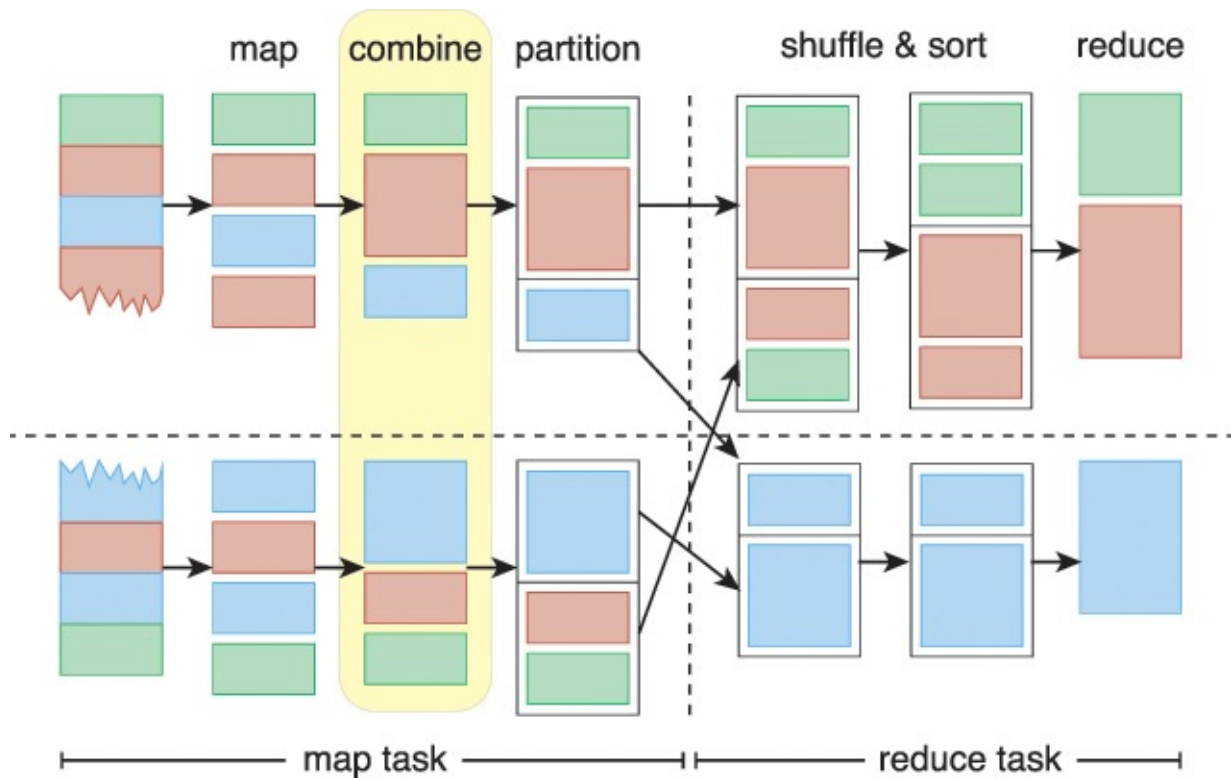 map
combine
partition
shuffle & sort
reduce
map task
reduce task